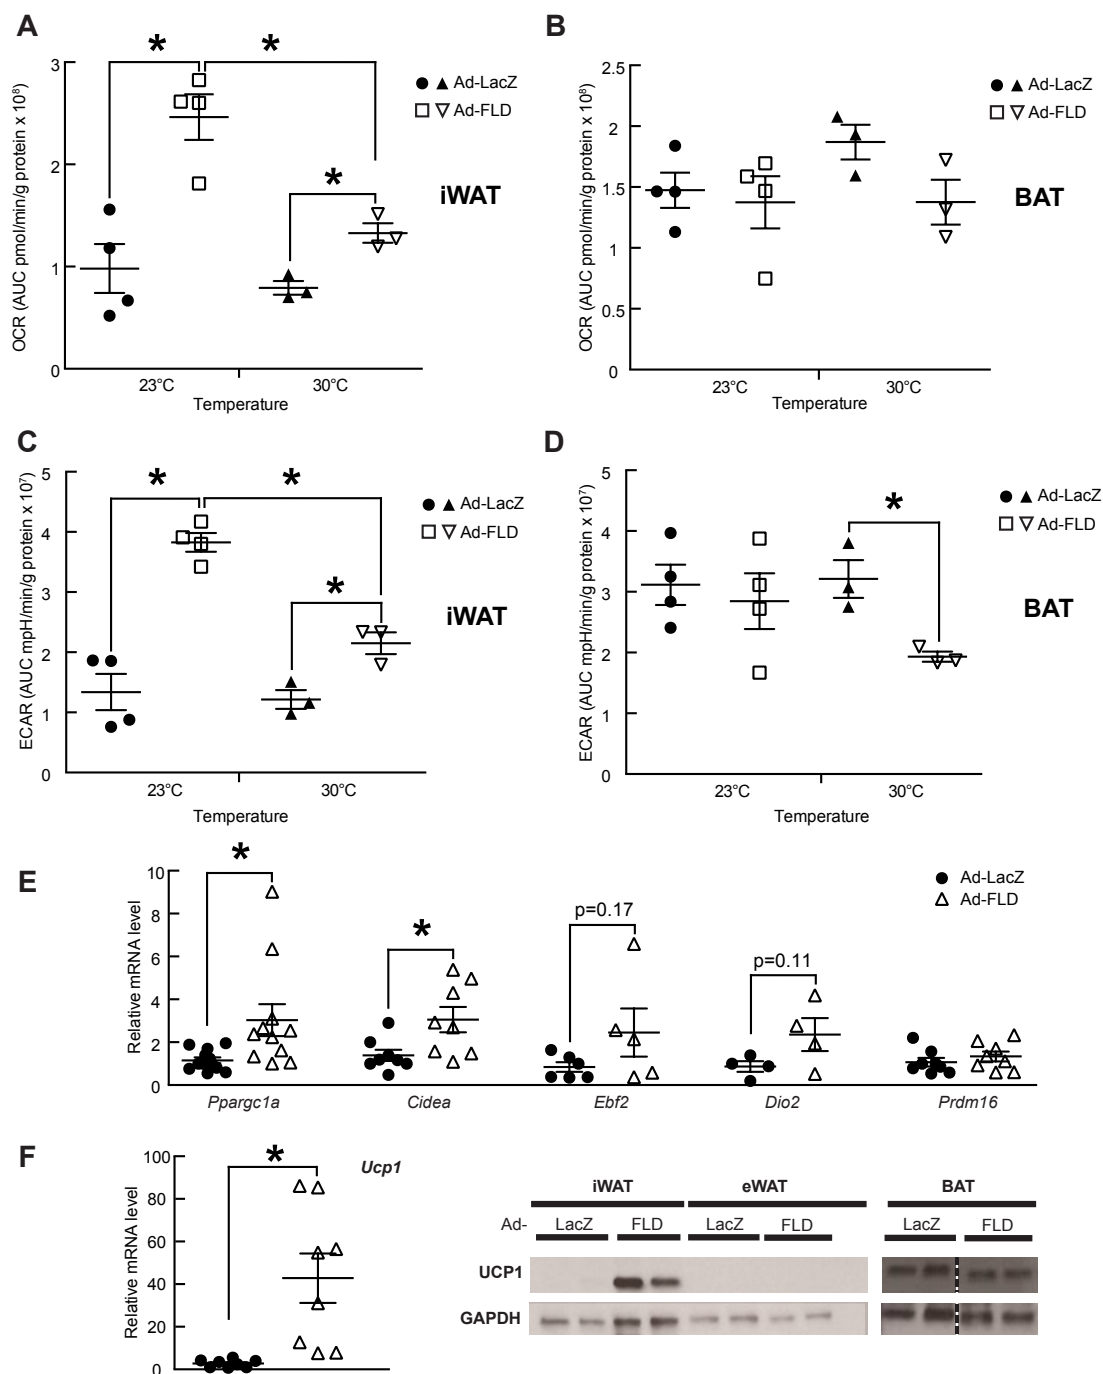 A
*
*
3
2
1
0
OCR (AUC pmol/min/g protein x 10⁸)
Ad-LacZ
Ad-FLD
*
iWAT
23°C
30°C
Temperature
B
2.5
2
1.5
1
0.5
0
OCR (AUC pmol/min/g protein x 10⁸)
Ad-LacZ
Ad-FLD
BAT
23°C
30°C
Temperature
C
*
*
5
4
3
2
1
0
ECAR (AUC mpH/min/g protein x 10⁷)
Ad-LacZ
Ad-FLD
*
iWAT
23°C
30°C
Temperature
D
5
4
3
2
1
0
ECAR (AUC mpH/min/g protein x 10⁷)
*
Ad-LacZ
Ad-FLD
BAT
23°C
30°C
Temperature
E
*
10
8
6
4
2
0
Relative mRNA level
*
p=0.17
p=0.11
Ad-LacZ
Ad-FLD
Ppargc1a
Cidea
Ebf2
Dio2
Prdm16
F
*
Ucp1
100
80
60
40
20
0
Relative mRNA level
iWAT eWAT BAT
Ad- LacZ FLD LacZ FLD LacZ FLD
UCP1
GAPDH